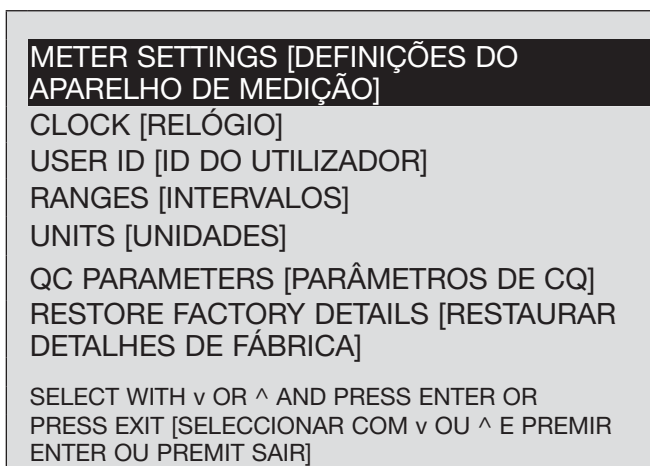 METER SETTINGS [DEFINIÇÕES DO
APARELHO DE MEDIÇÃO]
CLOCK [RELÓGIO]
USER ID [ID DO UTILIZADOR]
RANGES [INTERVALOS]
UNITS [UNIDADES]
QC PARAMETERS [PARÂMETROS DE CQ]
RESTORE FACTORY DETAILS [RESTAURAR
DETALHES DE FÁBRICA]
SELECT WITH v OR ^ AND PRESS ENTER OR
PRESS EXIT [SELECCIONAR COM v OU ^ E PREMIR
ENTER OU PREMIT SAIR]